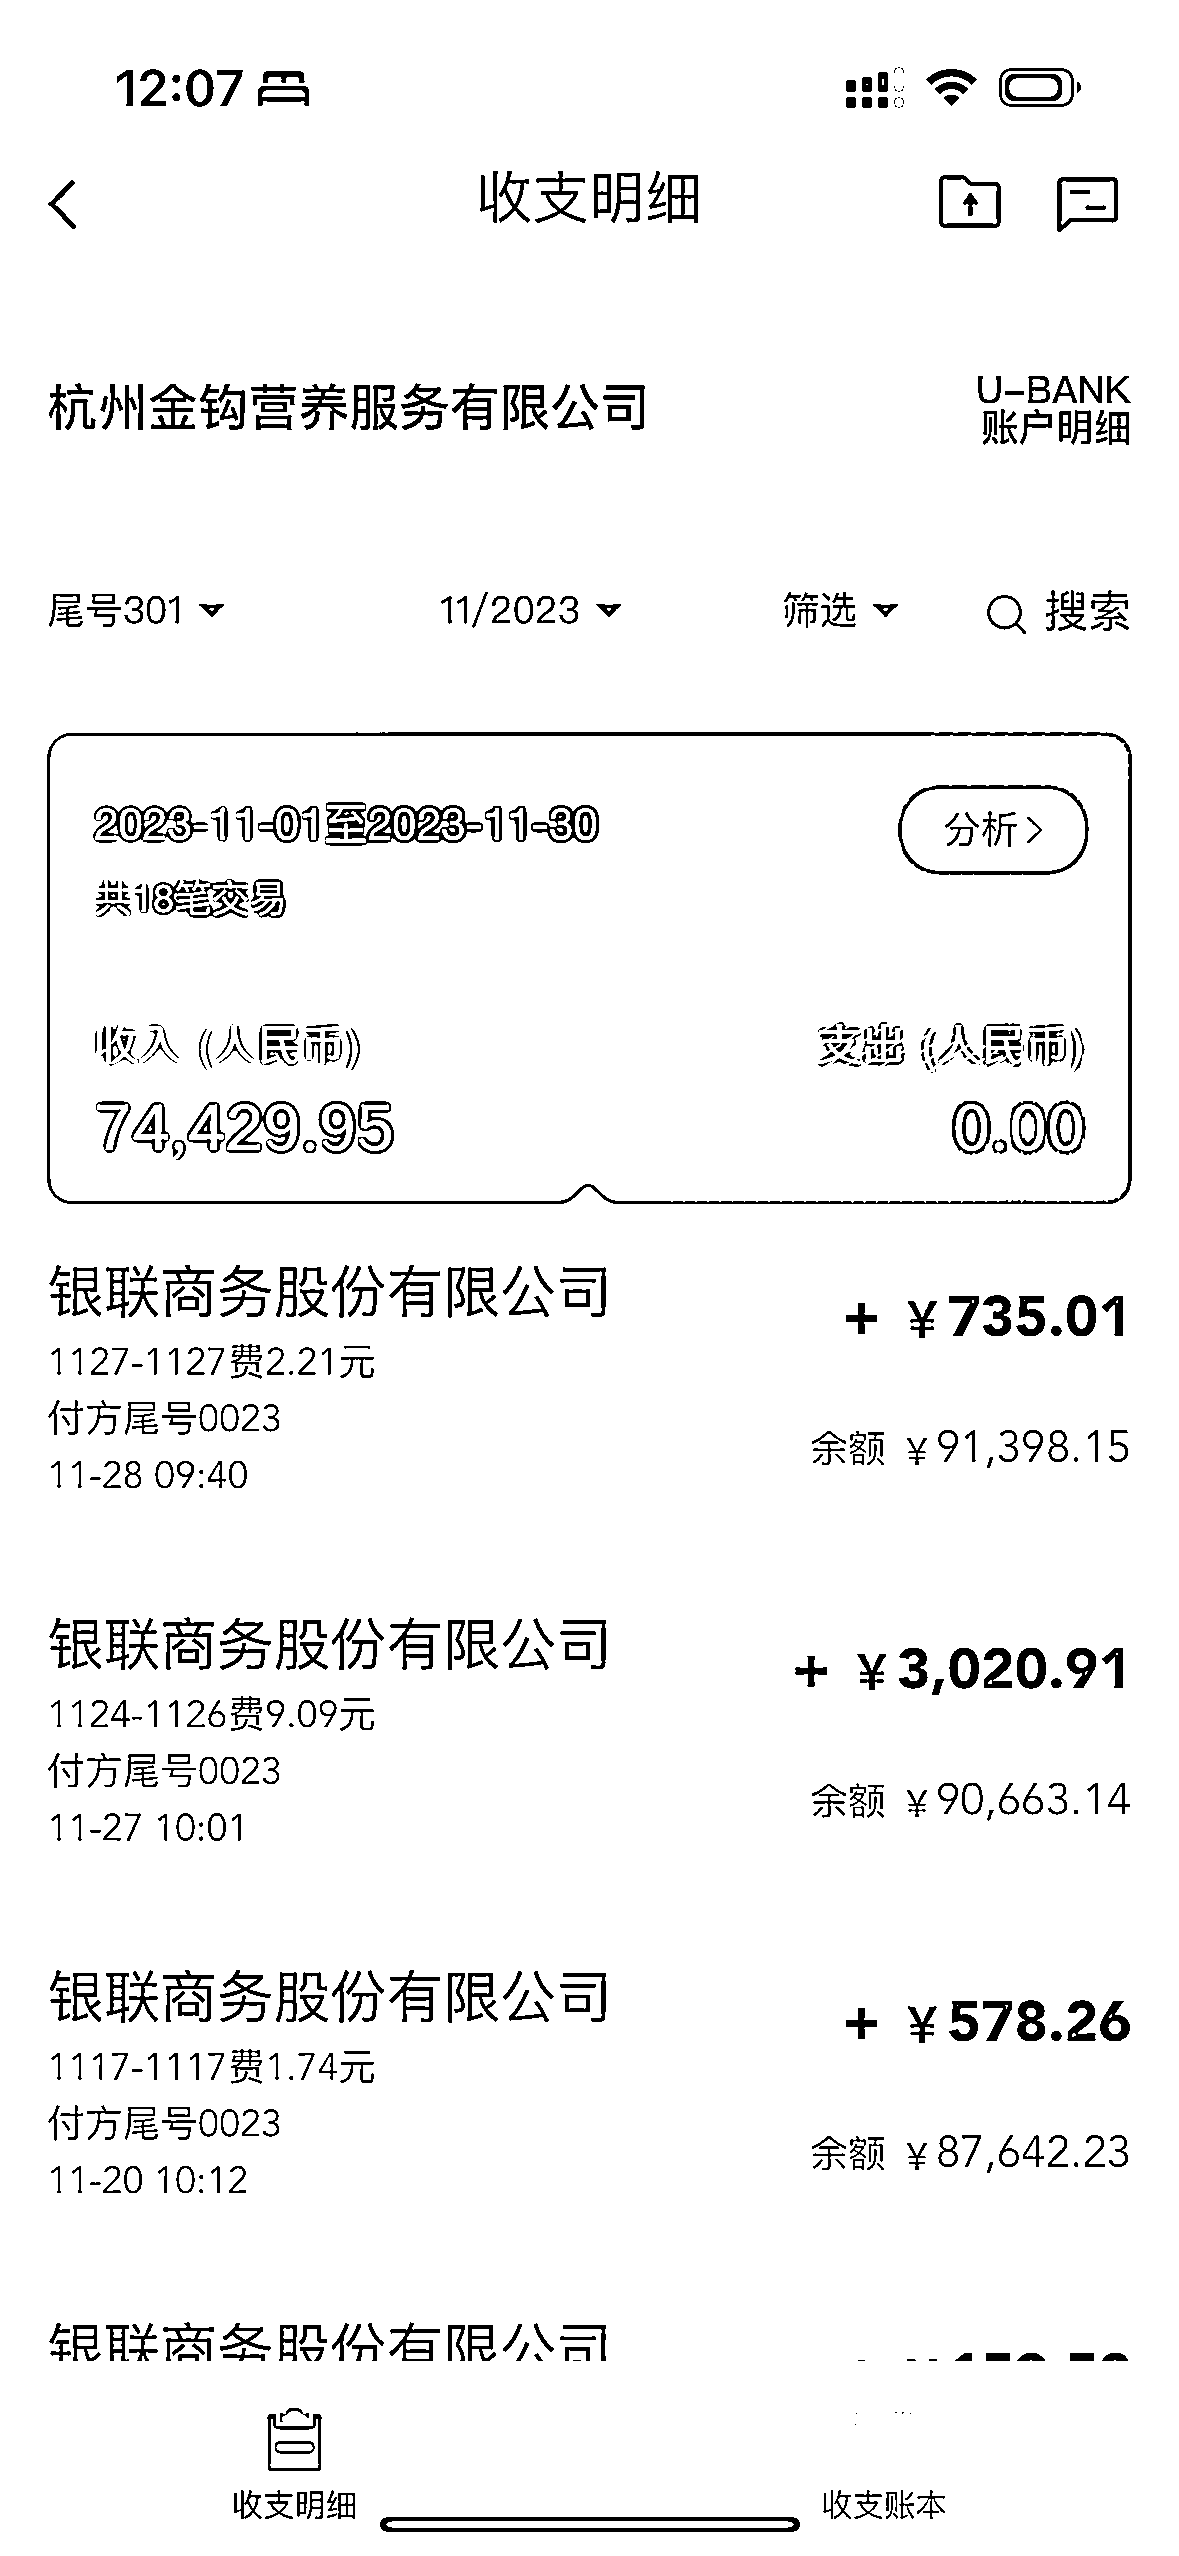 12:07
收支明细
杭州金钩营养服务有限公司
U-BANK
账户明细
尾号301
11/2023
筛选
搜索
2023-11-01至2023-11-30
分析
共18笔交易
收入 (人民币)
支出 (人民币)
74,429.95
0.00
银联商务股份有限公司
+ ¥735.01
1127-1127费2.21元
付方尾号0023
余额 ¥91,398.15
11-28 09:40
银联商务股份有限公司
+ ¥3,020.91
1124-1126费9.09元
付方尾号0023
余额 ¥90,663.14
11-27 10:01
银联商务股份有限公司
+ ¥578.26
1117-1117费1.74元
付方尾号0023
余额 ¥87,642.23
11-20 10:12
银联商务股份有限公司
收支明细
收支账本